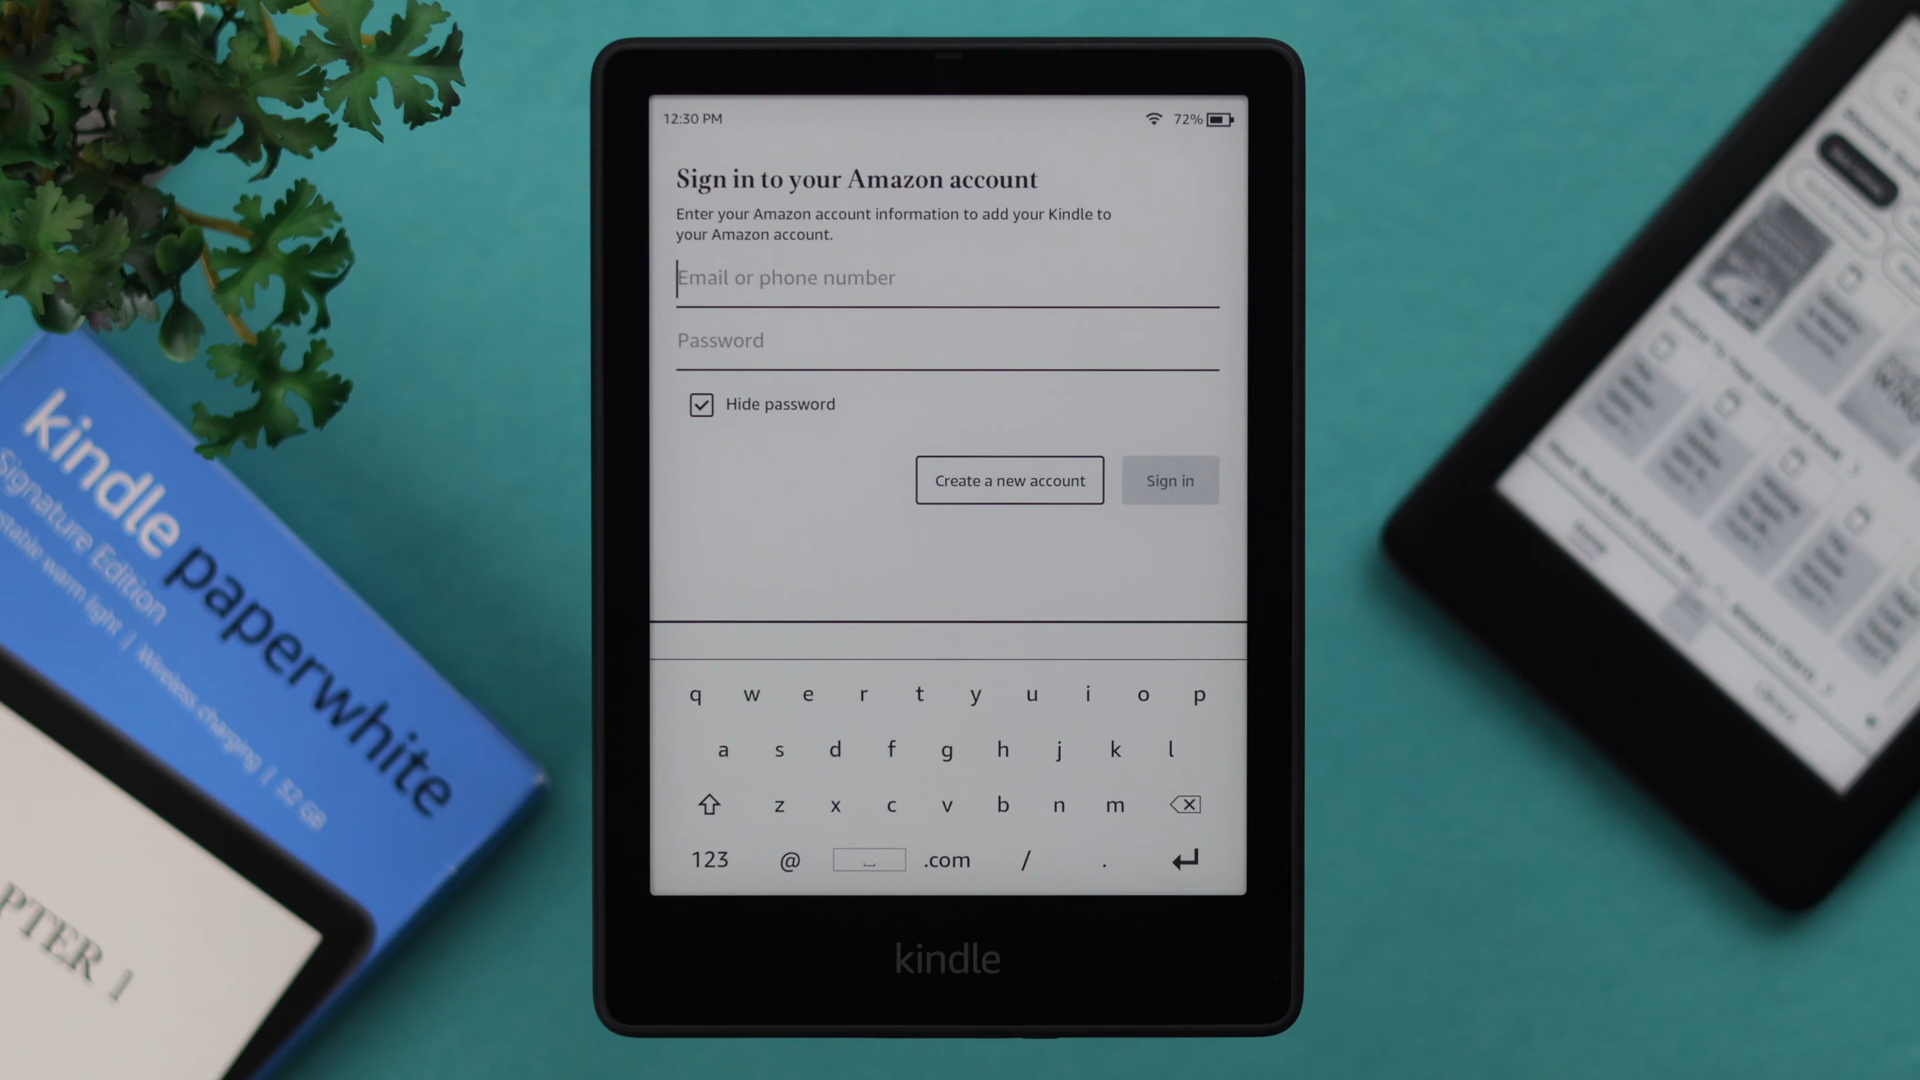 12:30 PM
72%
Sign in to your Amazon account
Enter your Amazon account information to add your Kindle to
your Amazon account.
Email or phone number
Password
Hide password
Create a new account
Sign in
q w e r t y u i o p
a s d f g h j k l
z x c v b n m
123 @ .com / .
kindle
kindle paperwhite
Signature Edition
warm light | Wireless charging | 32 GB
PTER 1